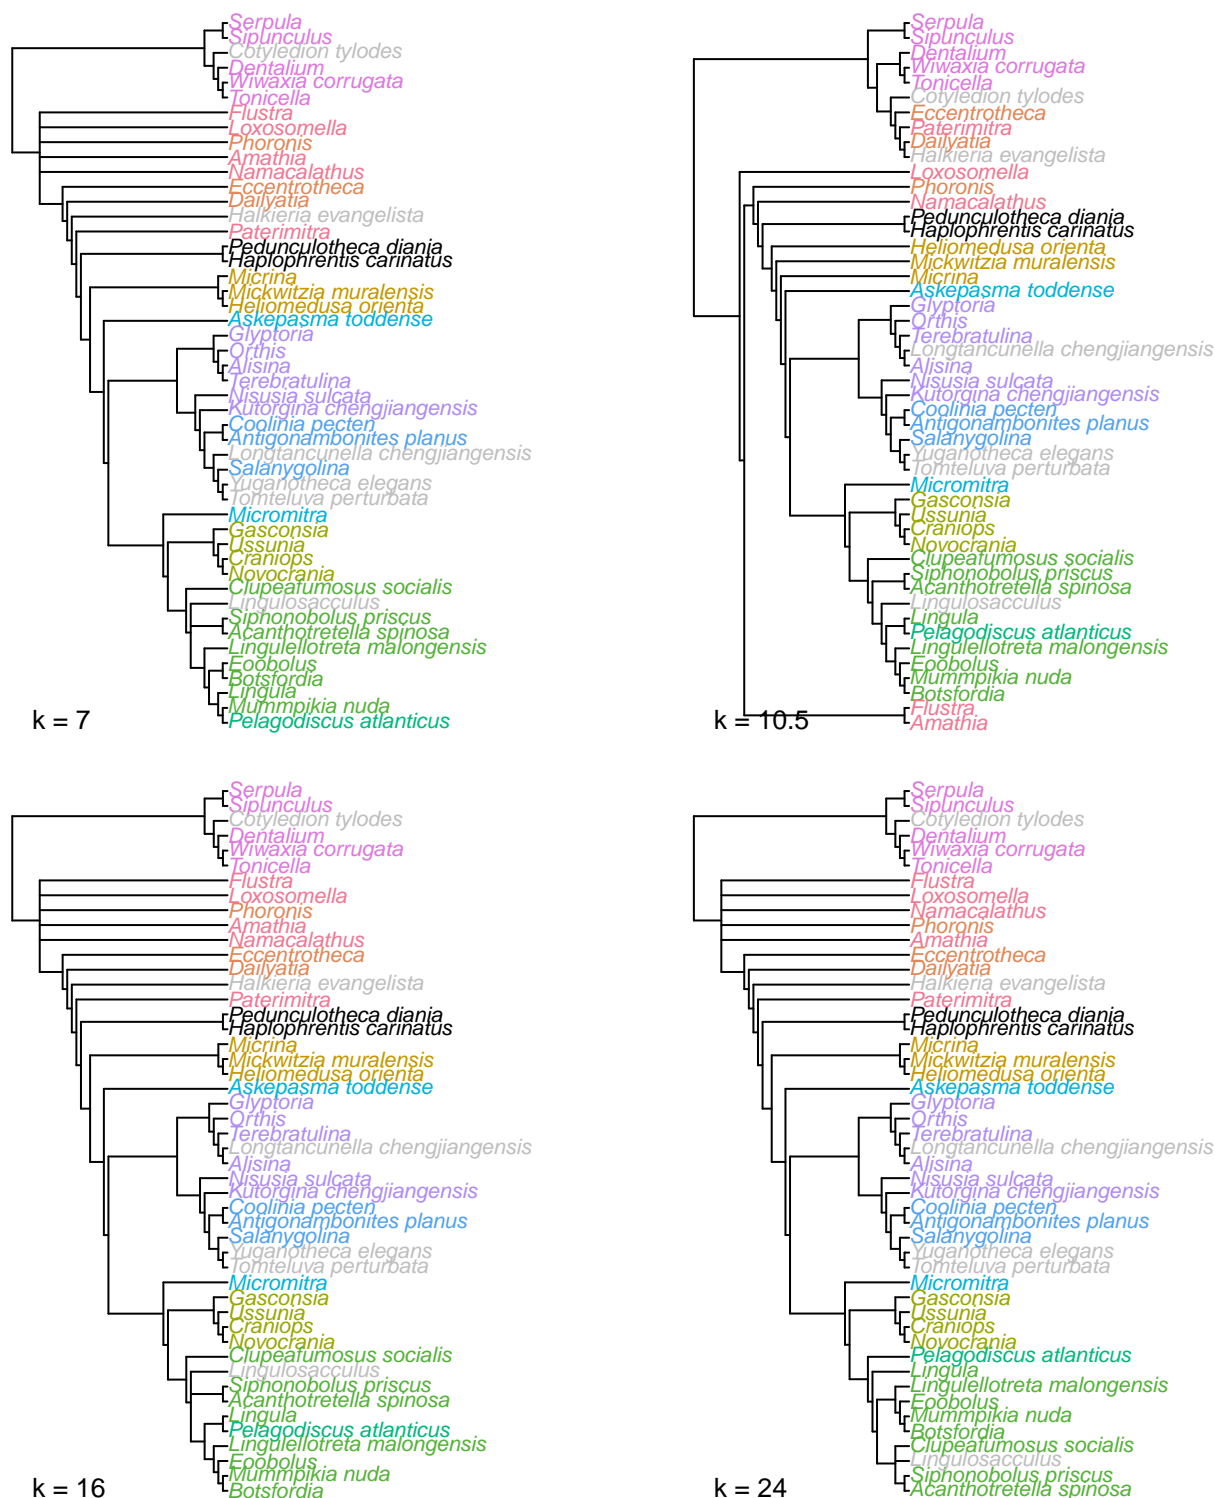 Serpula
Sipunculus
Cotyledion tylodes
Dentalium
Wiwaxia corrugata
Tonicella
Flustra
Loxosomella
Phoronis
Amathia
Namacalathus
Eccentrotheca
Dailyatia
Halkieria evangelista
Paterimitra
Pedunculotheca diania
Haplophrentis carinatus
Micrina
Mickwitzia muralensis
Heliomedusa orienta
Askepasma toddense
Glyptoria
Orthis
Alisina
Terebratulina
Nisusia sulcata
Kutorgina chengjiangensis
Coolinia pecten
Antigonambonites planus
Longtancunella chengjiangensis
Salanygolina
Yuganotheca elegans
Tomteluva perturbata
Micromitra
Gasconsia
Ussunia
Craniops
Novocrania
Clupeafumosus socialis
Lingulosacculus
Siphonobolus priscus
Acanthotretella spinosa
Lingulellotreta malongensis
Eoobolus
Botsfordia
Lingula
Mummpikia nuda
Pelagodiscus atlanticus
k = 7
Serpula
Sipunculus
Dentalium
Wiwaxia corrugata
Tonicella
Cotyledion tylodes
Eccentrotheca
Paterimitra
Dailyatia
Halkieria evangelista
Loxosomella
Phoronis
Namacalathus
Pedunculotheca diania
Haplophrentis carinatus
Heliomedusa orienta
Mickwitzia muralensis
Micrina
Askepasma toddense
Glyptoria
Orthis
Terebratulina
Longtancunella chengjiangensis
Alisina
Nisusia sulcata
Kutorgina chengjiangensis
Coolinia pecten
Antigonambonites planus
Salanygolina
Yuganotheca elegans
Tomteluva perturbata
Micromitra
Gasconsia
Ussunia
Craniops
Novocrania
Clupeafumosus socialis
Siphonobolus priscus
Acanthotretella spinosa
Lingulosacculus
Lingula
Pelagodiscus atlanticus
Lingulellotreta malongensis
Eoobolus
Mummpikia nuda
Botsfordia
Flustra
Amathia
k = 10.5
Serpula
Sipunculus
Cotyledion tylodes
Dentalium
Wiwaxia corrugata
Tonicella
Flustra
Loxosomella
Phoronis
Amathia
Namacalathus
Eccentrotheca
Dailyatia
Halkieria evangelista
Paterimitra
Pedunculotheca diania
Haplophrentis carinatus
Micrina
Mickwitzia muralensis
Heliomedusa orienta
Askepasma toddense
Glyptoria
Orthis
Terebratulina
Longtancunella chengjiangensis
Alisina
Nisusia sulcata
Kutorgina chengjiangensis
Coolinia pecten
Antigonambonites planus
Salanygolina
Yuganotheca elegans
Tomteluva perturbata
Micromitra
Gasconsia
Ussunia
Craniops
Novocrania
Clupeafumosus socialis
Lingulosacculus
Siphonobolus priscus
Acanthotretella spinosa
Lingula
Pelagodiscus atlanticus
Lingulellotreta malongensis
Eoobolus
Mummpikia nuda
Botsfordia
k = 16
Serpula
Sipunculus
Cotyledion tylodes
Dentalium
Wiwaxia corrugata
Tonicella
Flustra
Loxosomella
Namacalathus
Phoronis
Amathia
Eccentrotheca
Dailyatia
Halkieria evangelista
Paterimitra
Pedunculotheca diania
Haplophrentis carinatus
Micrina
Mickwitzia muralensis
Heliomedusa orienta
Askepasma toddense
Glyptoria
Orthis
Terebratulina
Longtancunella chengjiangensis
Alisina
Nisusia sulcata
Kutorgina chengjiangensis
Coolinia pecten
Antigonambonites planus
Salanygolina
Yuganotheca elegans
Tomteluva perturbata
Micromitra
Gasconsia
Ussunia
Craniops
Novocrania
Pelagodiscus atlanticus
Lingula
Lingulellotreta malongensis
Eoobolus
Mummpikia nuda
Botsfordia
Clupeafumosus socialis
Lingulosacculus
Siphonobolus priscus
Acanthotretella spinosa
k = 24